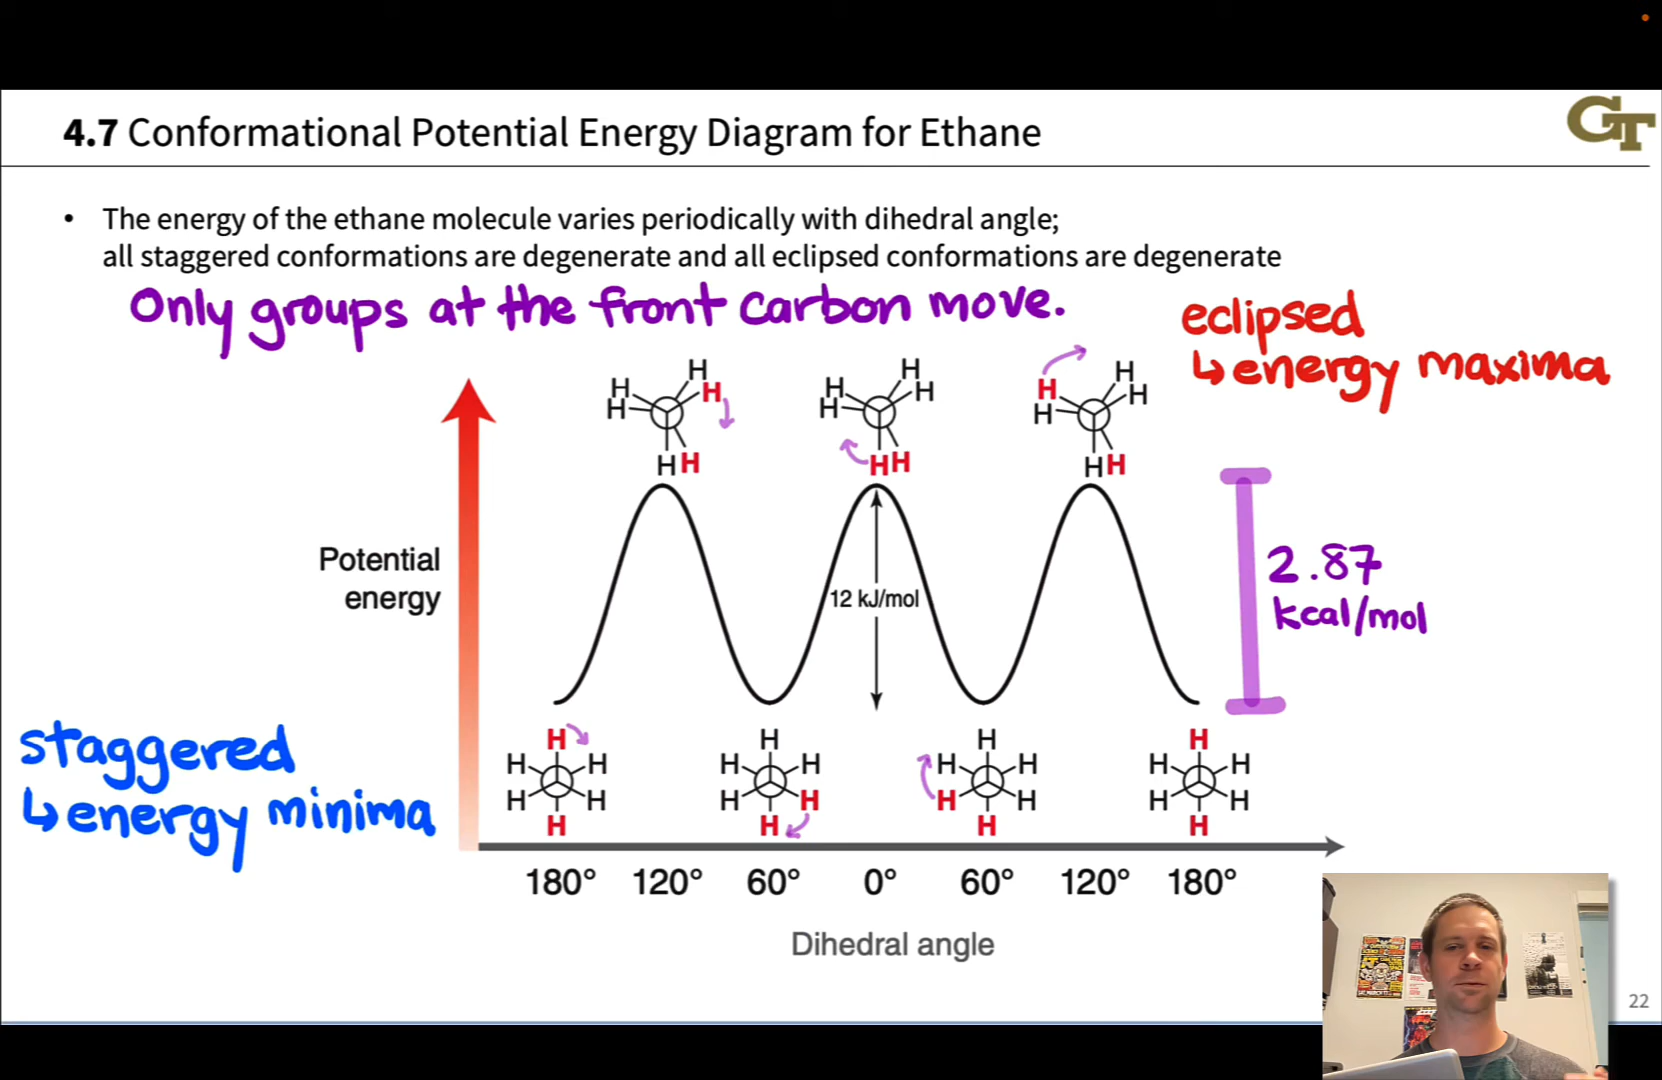 4.7 Conformational Potential Energy Diagram for Ethane
GT
• The energy of the ethane molecule varies periodically with dihedral angle;
all staggered conformations are degenerate and all eclipsed conformations are degenerate
Only groups at the front carbon move.
eclipsed
↳energy maxima
H H H
H H H
H H H
H H H
H H H
H H H
HH HH HH
Potential
energy
12 kJ/mol
2.87
kcal/mol
staggered
↳energy minima
H H H H
H H H H H H H H
H H H H H H H H
H H H H
180° 120° 60° 0° 60° 120° 180°
Dihedral angle
22